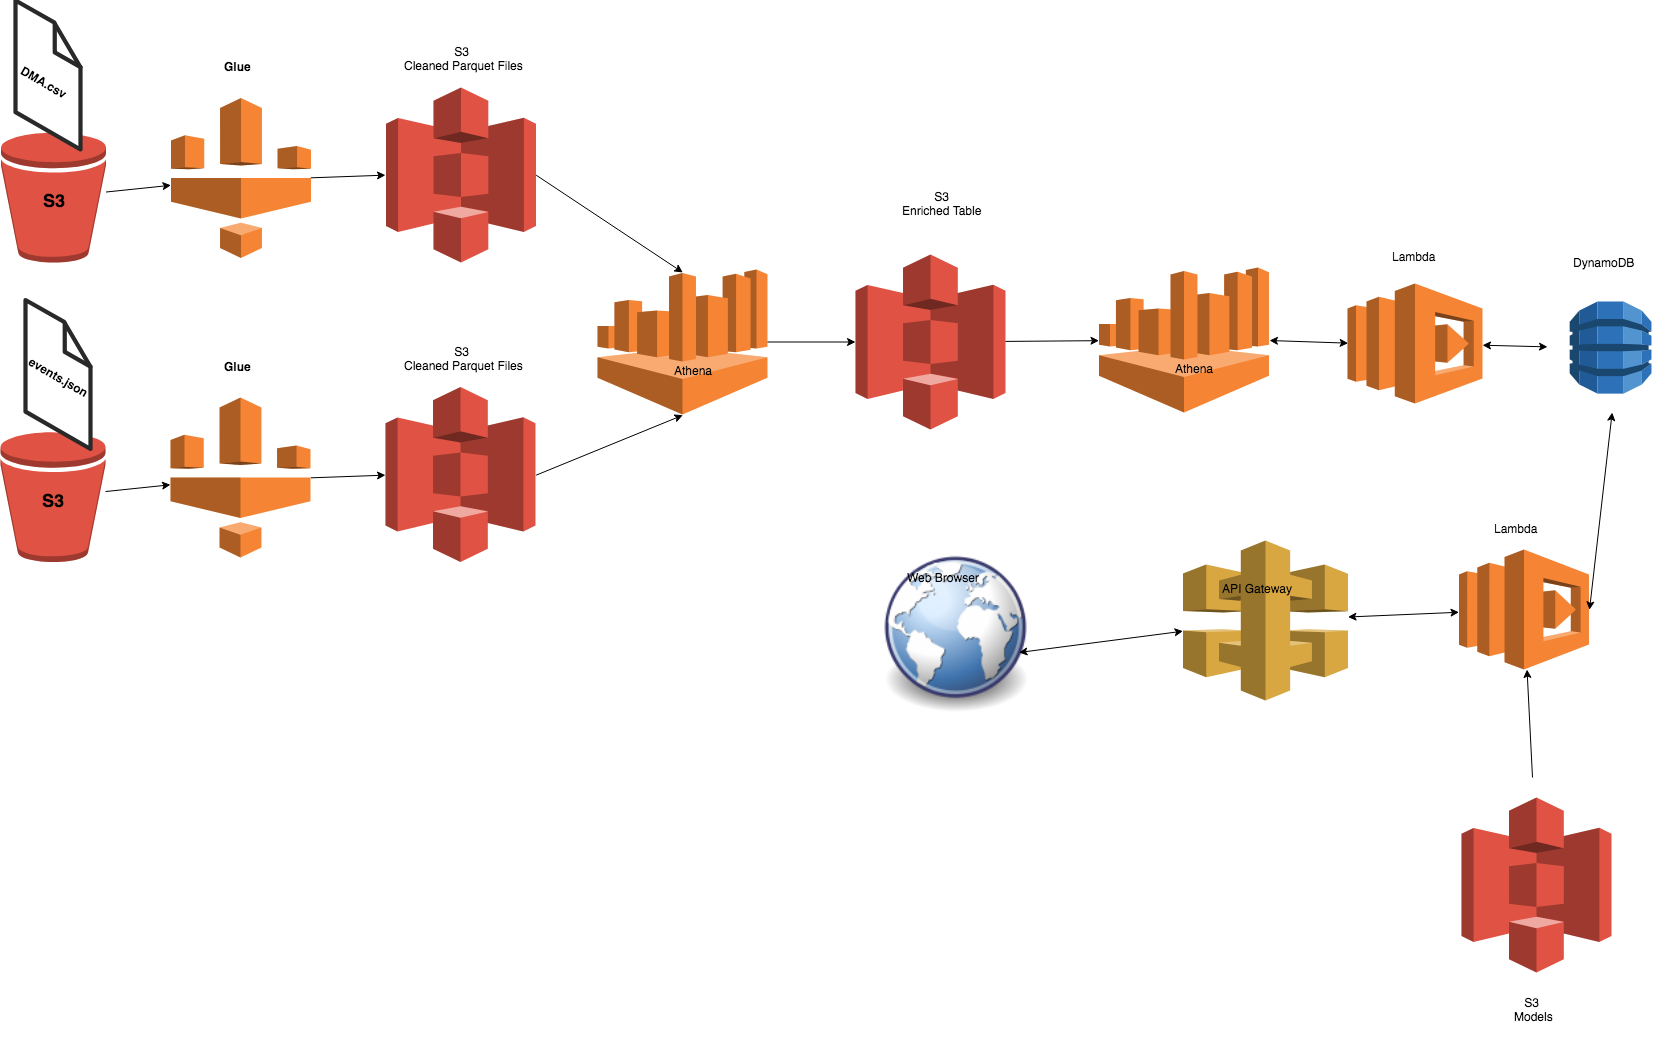 DMA.csv
S3
Glue
S3
Cleaned Parquet Files
events.json
S3
Glue
S3
Cleaned Parquet Files
Athena
S3
Enriched Table
Athena
Lambda
DynamoDB
Web Browser
API Gateway
Lambda
S3
Models